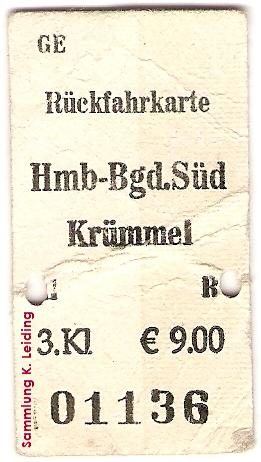 GE
Rückfahrkarte
Hmb-Bgd.Süd
Krümmel
R
3.Kl. € 9.00
01136
Sammlung K. Leiding